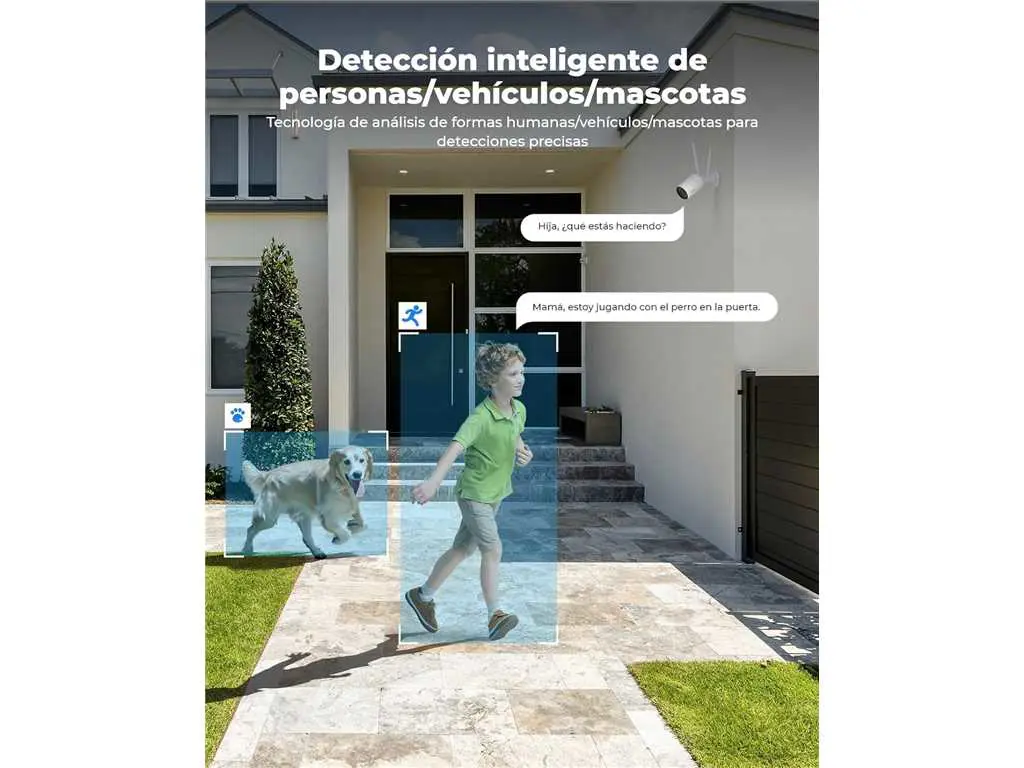 Detección inteligente de
personas/vehículos/mascotas
Tecnología de análisis de formas humanas/vehículos/mascotas para
detecciones precisas
Hija, ¿qué estás haciendo?
Mamá, estoy jugando con el perro en la puerta.